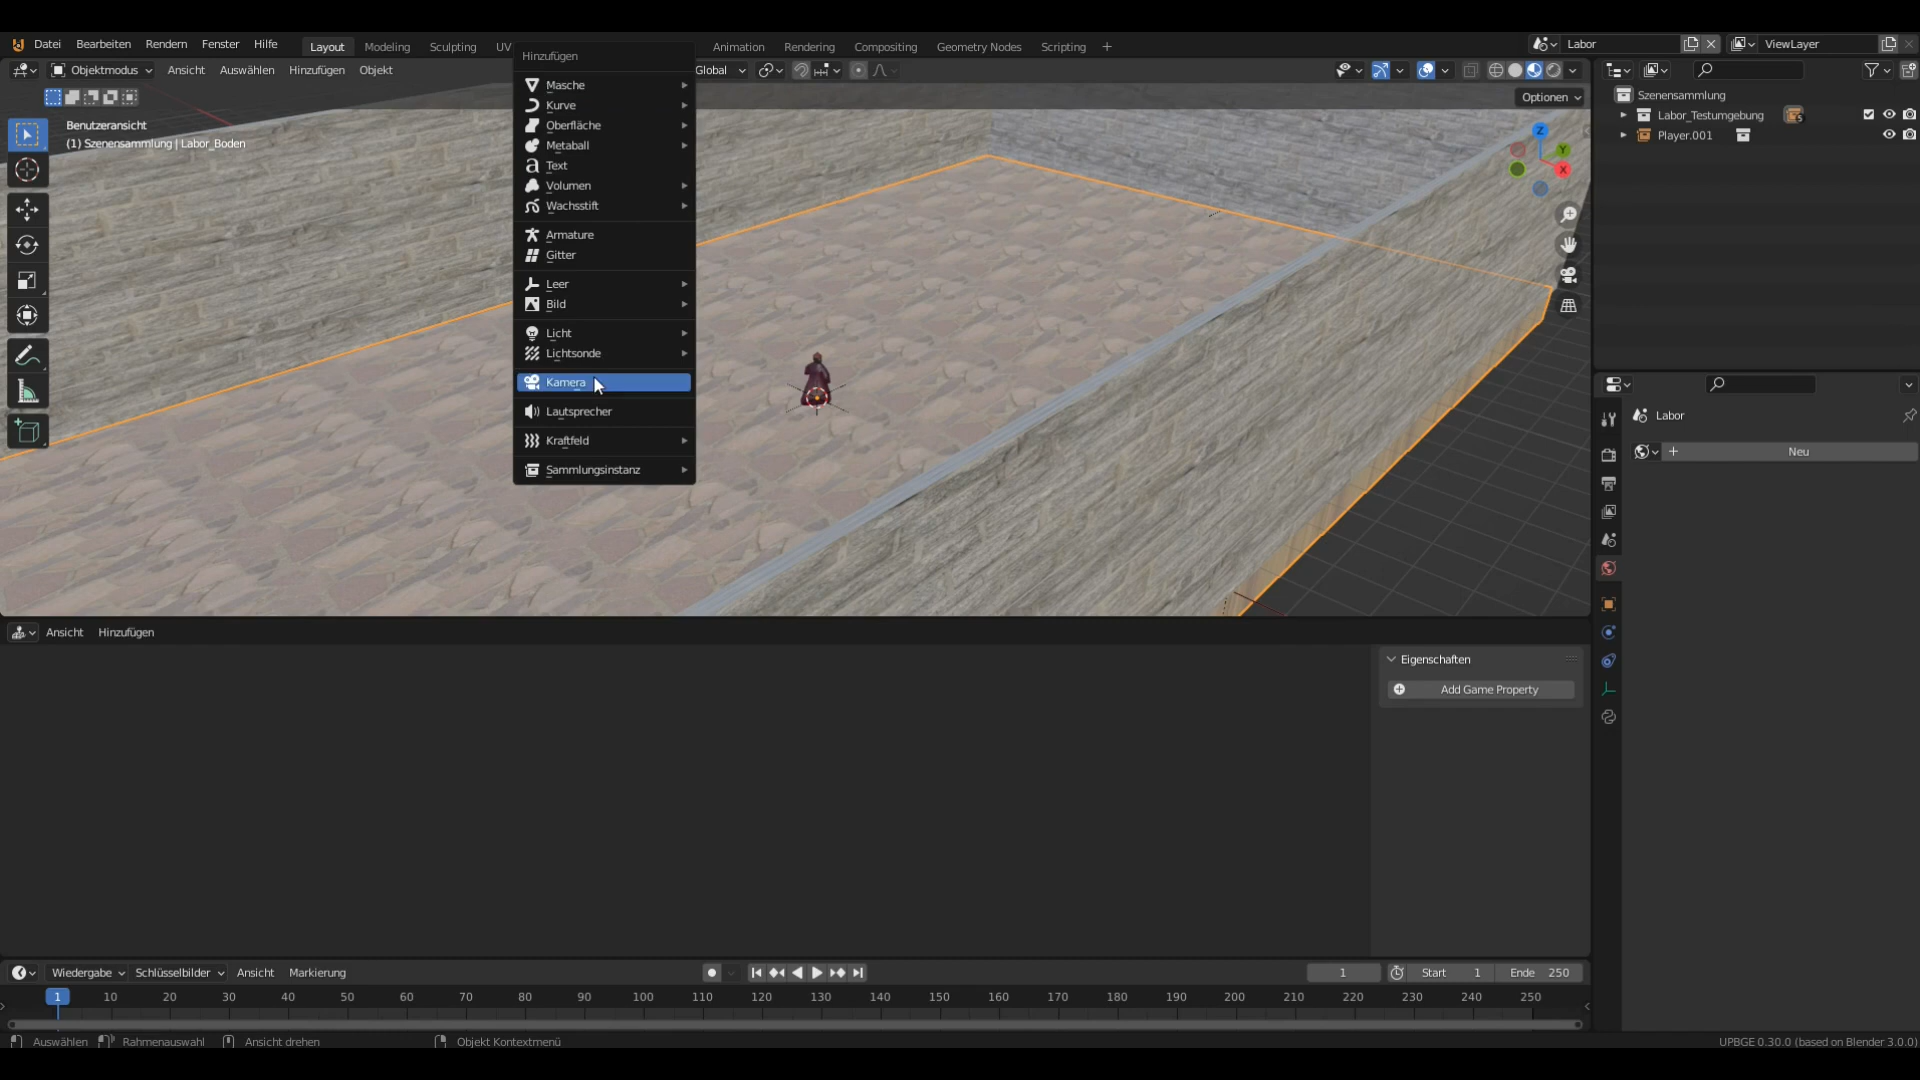 Datei Bearbeiten Rendern Fenster Hilfe Layout Modeling Sculpting UV Animation Rendering Compositing Geometry Nodes Scripting + Labor ViewLayer
Objektmodus Ansicht Auswählen Hinzufügen Objekt Global
Optionen
Benutzeransicht
(1) Szenensammlung | Labor_Boden
Hinzufügen
Masche
Kurve
Oberfläche
Metaball
Text
Volumen
Wachsstift
Armature
Gitter
Leer
Bild
Licht
Lichtsonde
Kamera
Lautsprecher
Kraftfeld
Sammlungsinstanz
Z
Y
X
Szenensammlung
Labor_Testumgebung 5
Player.001
Labor
Neu
Ansicht Hinzufügen
Eigenschaften
Add Game Property
Wiedergabe Schlüsselbilder Ansicht Markierung 1 Start 1 Ende 250
1 10 20 30 40 50 60 70 80 90 100 110 120 130 140 150 160 170 180 190 200 210 220 230 240 250
Auswählen Rahmenauswahl Ansicht drehen Objekt Kontextmenü UPBGE 0.30.0 (based on Blender 3.0.0)